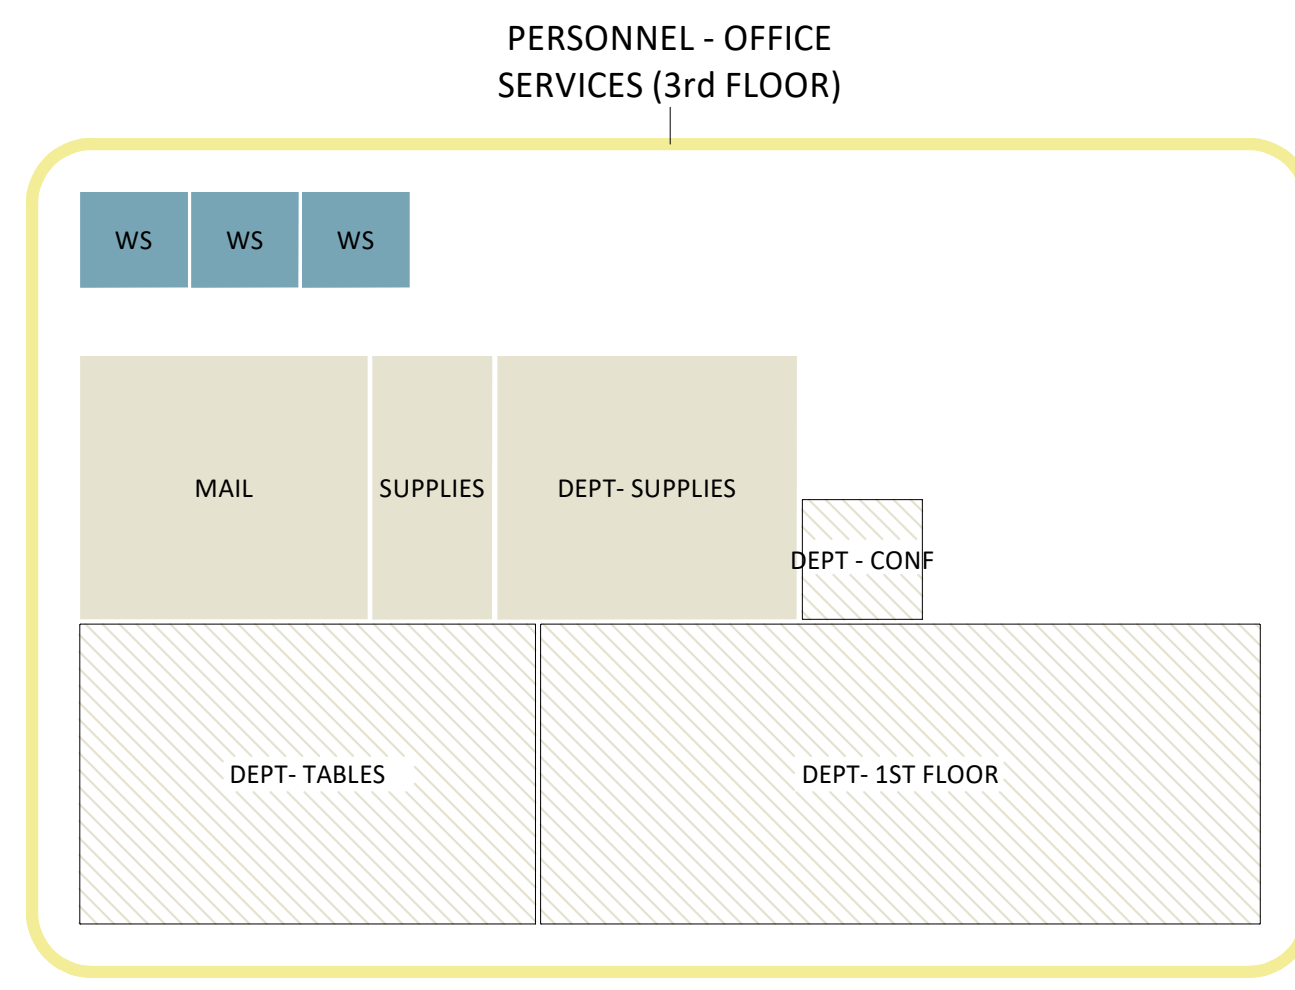 PERSONNEL - OFFICE
SERVICES (3rd FLOOR)
WS WS WS
MAIL SUPPLIES DEPT- SUPPLIES
DEPT - CONF
DEPT- TABLES DEPT- 1ST FLOOR